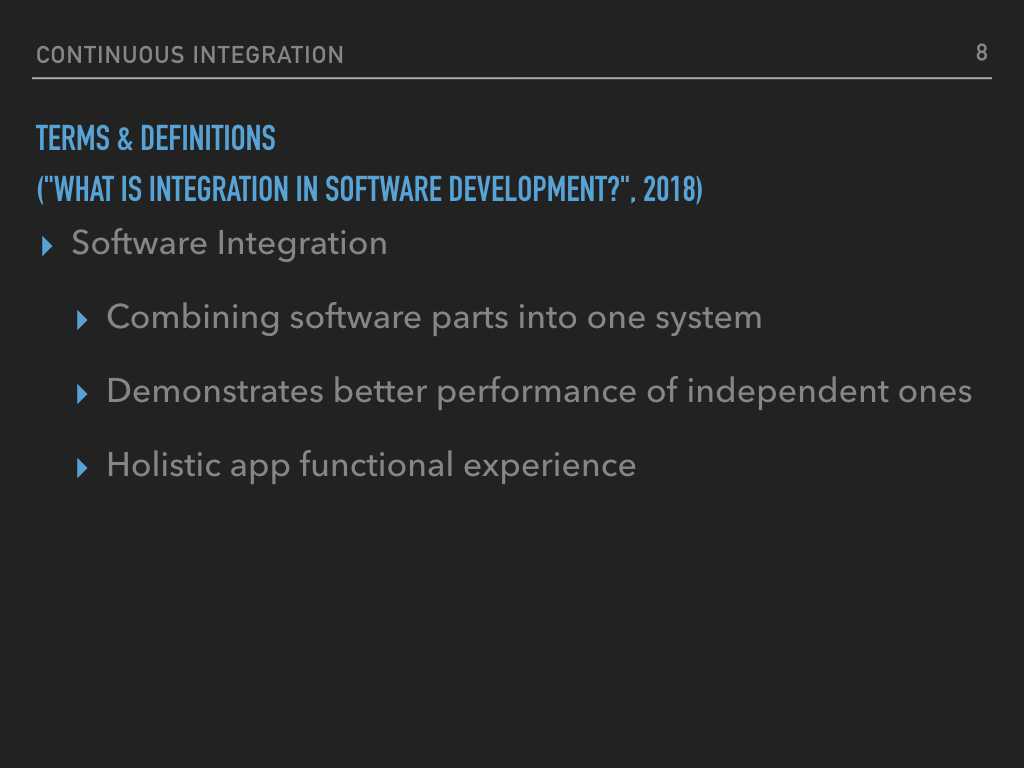 CONTINUOUS INTEGRATION 8
TERMS & DEFINITIONS
("WHAT IS INTEGRATION IN SOFTWARE DEVELOPMENT?", 2018)
Software Integration
Combining software parts into one system
Demonstrates better performance of independent ones
Holistic app functional experience